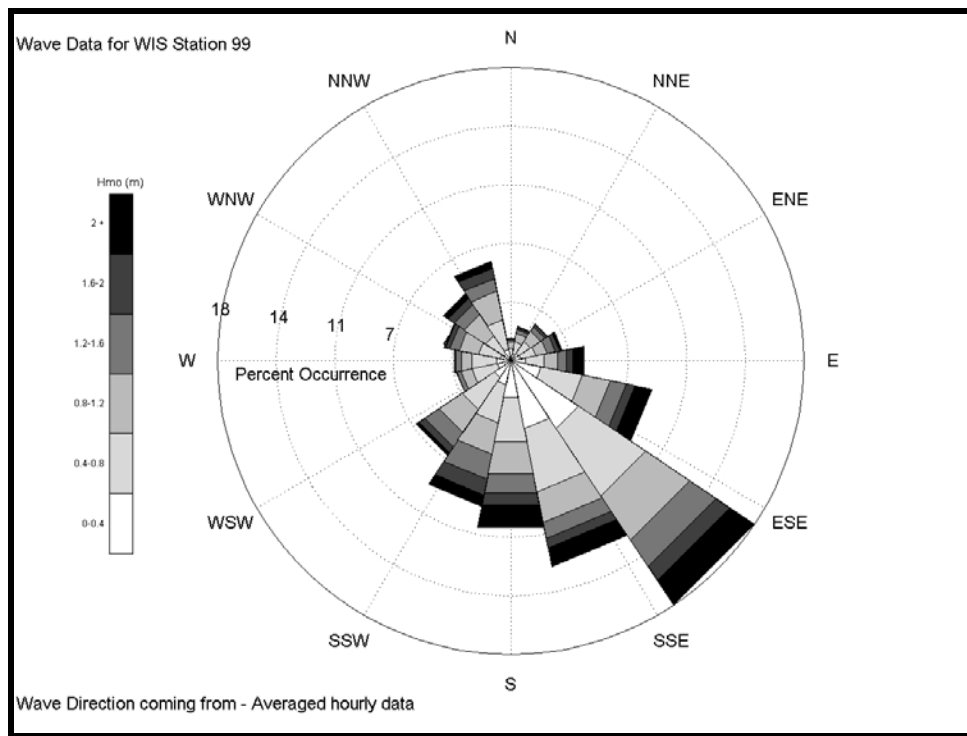 Wave Data for WIS Station 99
N
NNW
NNE
Hmo (m)
WNW
ENE
2 +
1.6-2
1.2-1.6
0.8-1.2
0.4-0.8
0-0.4
18
14
11
7
W
E
Percent Occurrence
WSW
ESE
SSW
SSE
S
Wave Direction coming from - Averaged hourly data